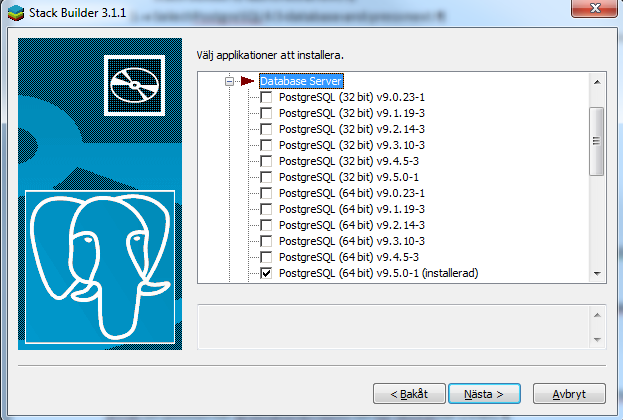 Stack Builder 3.1.1
Välj applikationer att installera.
Database Server
PostgreSQL (32 bit) v9.0.23-1
PostgreSQL (32 bit) v9.1.19-3
PostgreSQL (32 bit) v9.2.14-3
PostgreSQL (32 bit) v9.3.10-3
PostgreSQL (32 bit) v9.4.5-3
PostgreSQL (32 bit) v9.5.0-1
PostgreSQL (64 bit) v9.0.23-1
PostgreSQL (64 bit) v9.1.19-3
PostgreSQL (64 bit) v9.2.14-3
PostgreSQL (64 bit) v9.3.10-3
PostgreSQL (64 bit) v9.4.5-3
PostgreSQL (64 bit) v9.5.0-1 (installerad)
< Bakåt
Nästa >
Avbryt